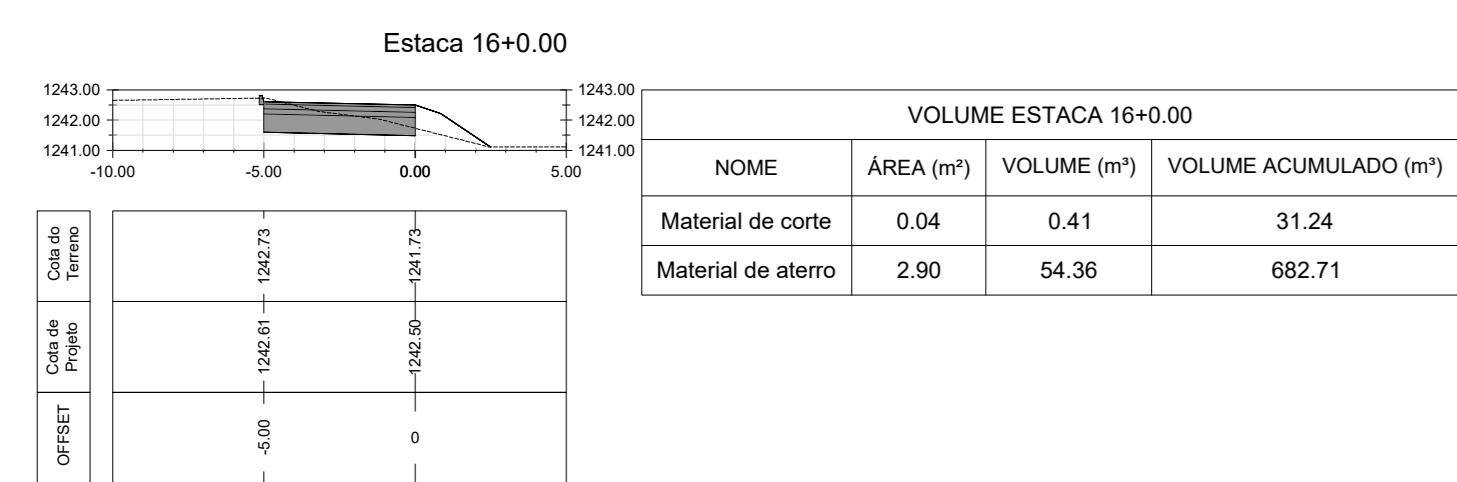 Estaca 16+0.00
1243.00 1243.00
1242.00 1242.00
1241.00 1241.00
-10.00 -5.00 0.00 5.00
Cota do
Terreno
1242.73 1241.73
Cota de
Projeto
1242.61 1242.50
OFFSET
-5.00 0
VOLUME ESTACA 16+0.00
NOME ÁREA (m²) VOLUME (m³) VOLUME ACUMULADO (m³)
Material de corte 0.04 0.41 31.24
Material de aterro 2.90 54.36 682.71